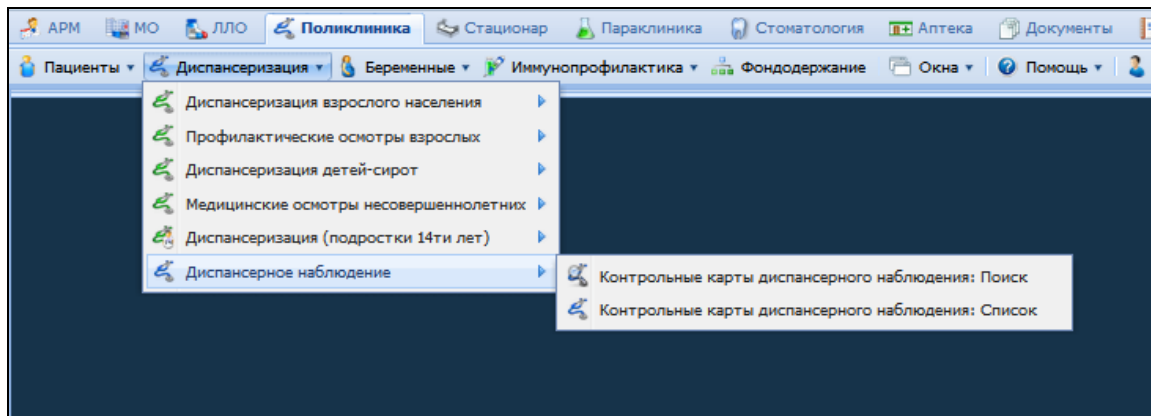 АРМ МО ЛЛО Поликлиника Стационар Параклиника Стоматология Аптека Документы
Пациенты Диспансеризация Беременные Иммунопрофилактика Фондодержание Окна Помощь
Диспансеризация взрослого населения
Профилактические осмотры взрослых
Диспансеризация детей-сирот
Медицинские осмотры несовершеннолетних
Диспансеризация (подростки 14ти лет)
Диспансерное наблюдение
Контрольные карты диспансерного наблюдения: Поиск
Контрольные карты диспансерного наблюдения: Список